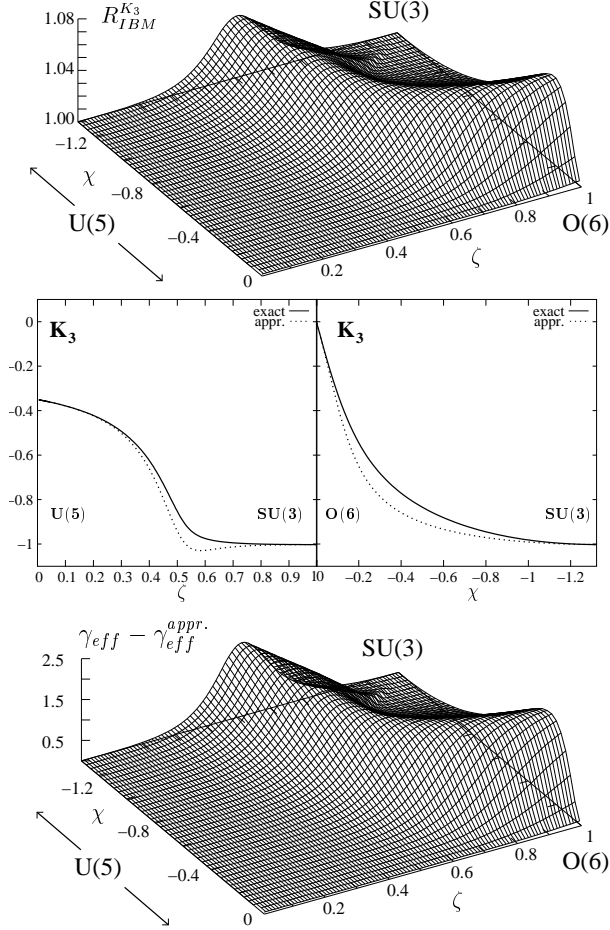 R_{IBM}^{K_3}
SU(3)
1.08
1.04
1.00
−1.2
χ
−0.8
U(5)
−0.4
0
0.2
0.4
0.6
0.8
1
ζ
O(6)
K₃
exact
appr.
K₃
exact
appr.
0
−0.2
−0.4
−0.6
−0.8
−1
U(5)
SU(3)
O(6)
SU(3)
0 0.1 0.2 0.3 0.4 0.5 0.6 0.7 0.8 0.9 1
0 −0.2 −0.4 −0.6 −0.8 −1 −1.2
ζ
χ
γ_{eff} − γ_{eff}^{appr.}
SU(3)
2.5
1.5
0.5
−1.2
χ
−0.8
U(5)
−0.4
0
0.2
0.4
0.6
0.8
1
ζ
O(6)